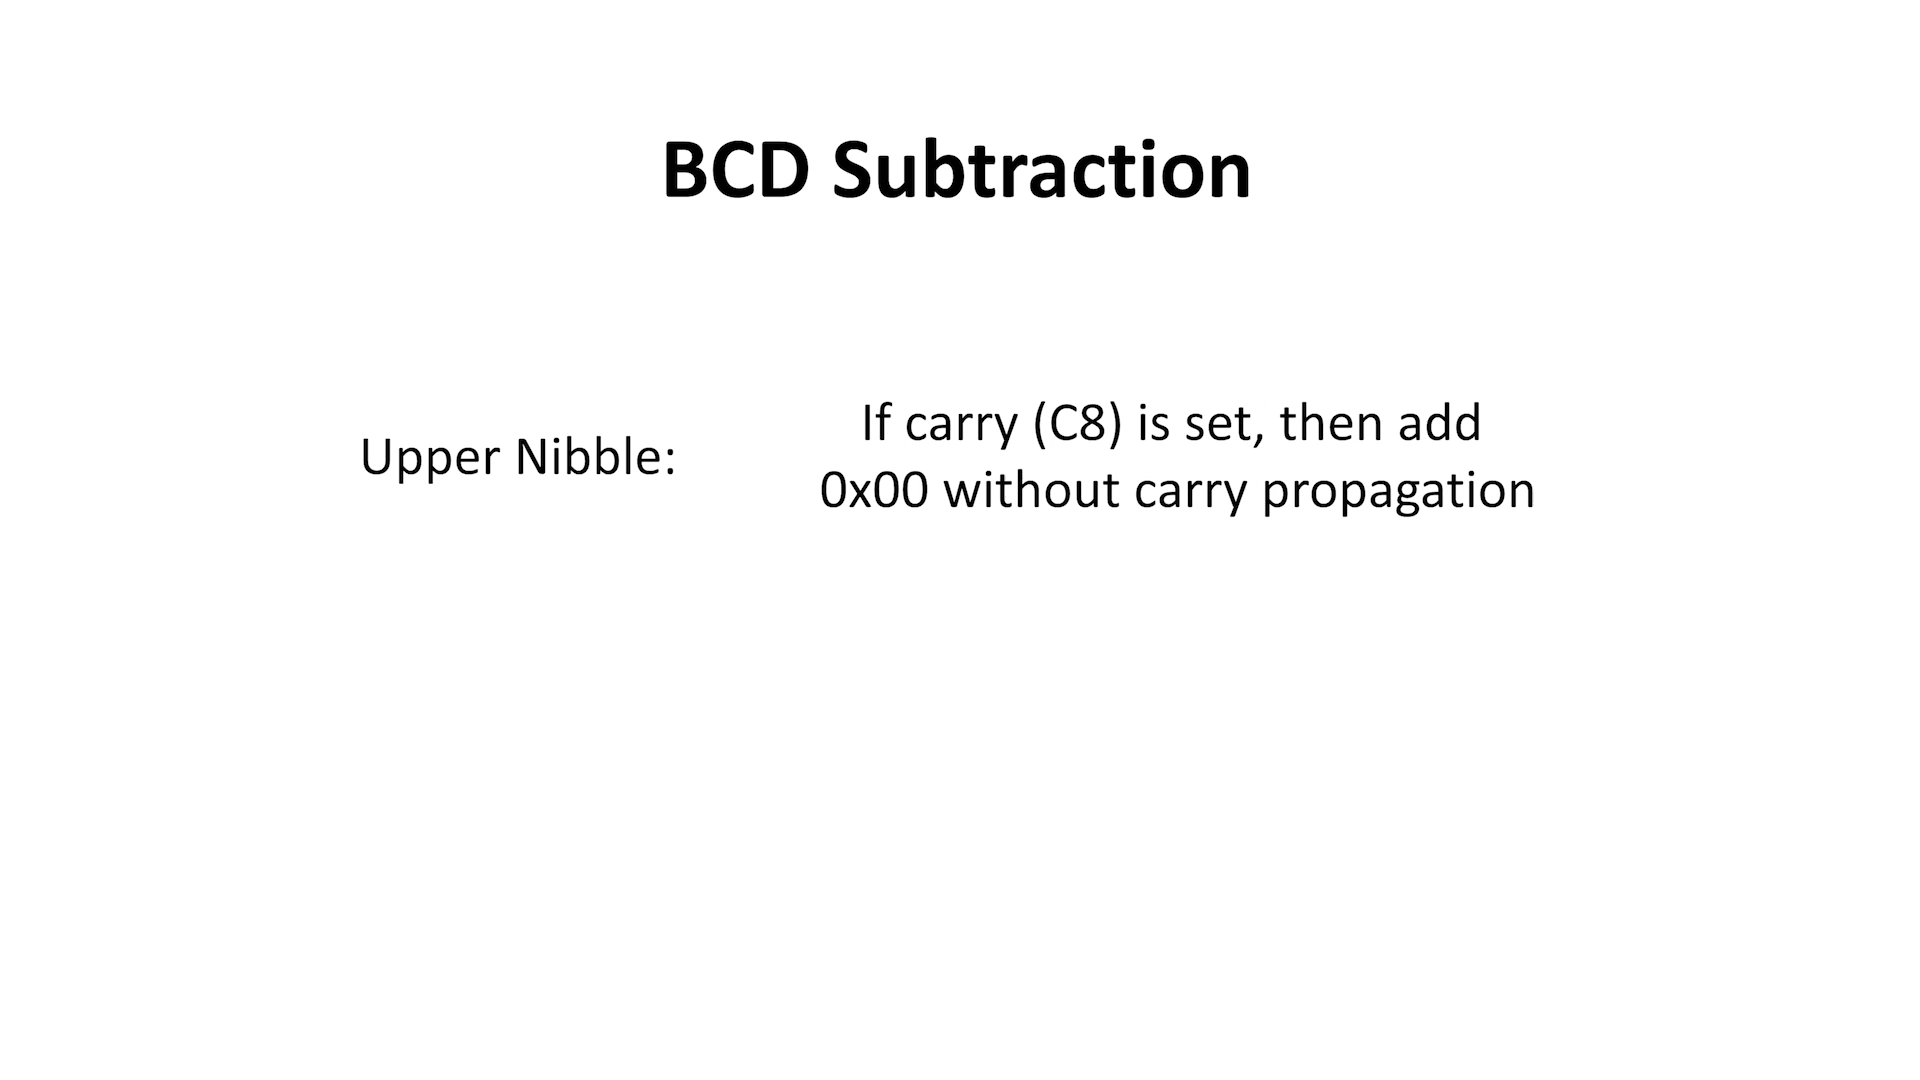 BCD Subtraction
Upper Nibble:
If carry (C8) is set, then add
0x00 without carry propagation